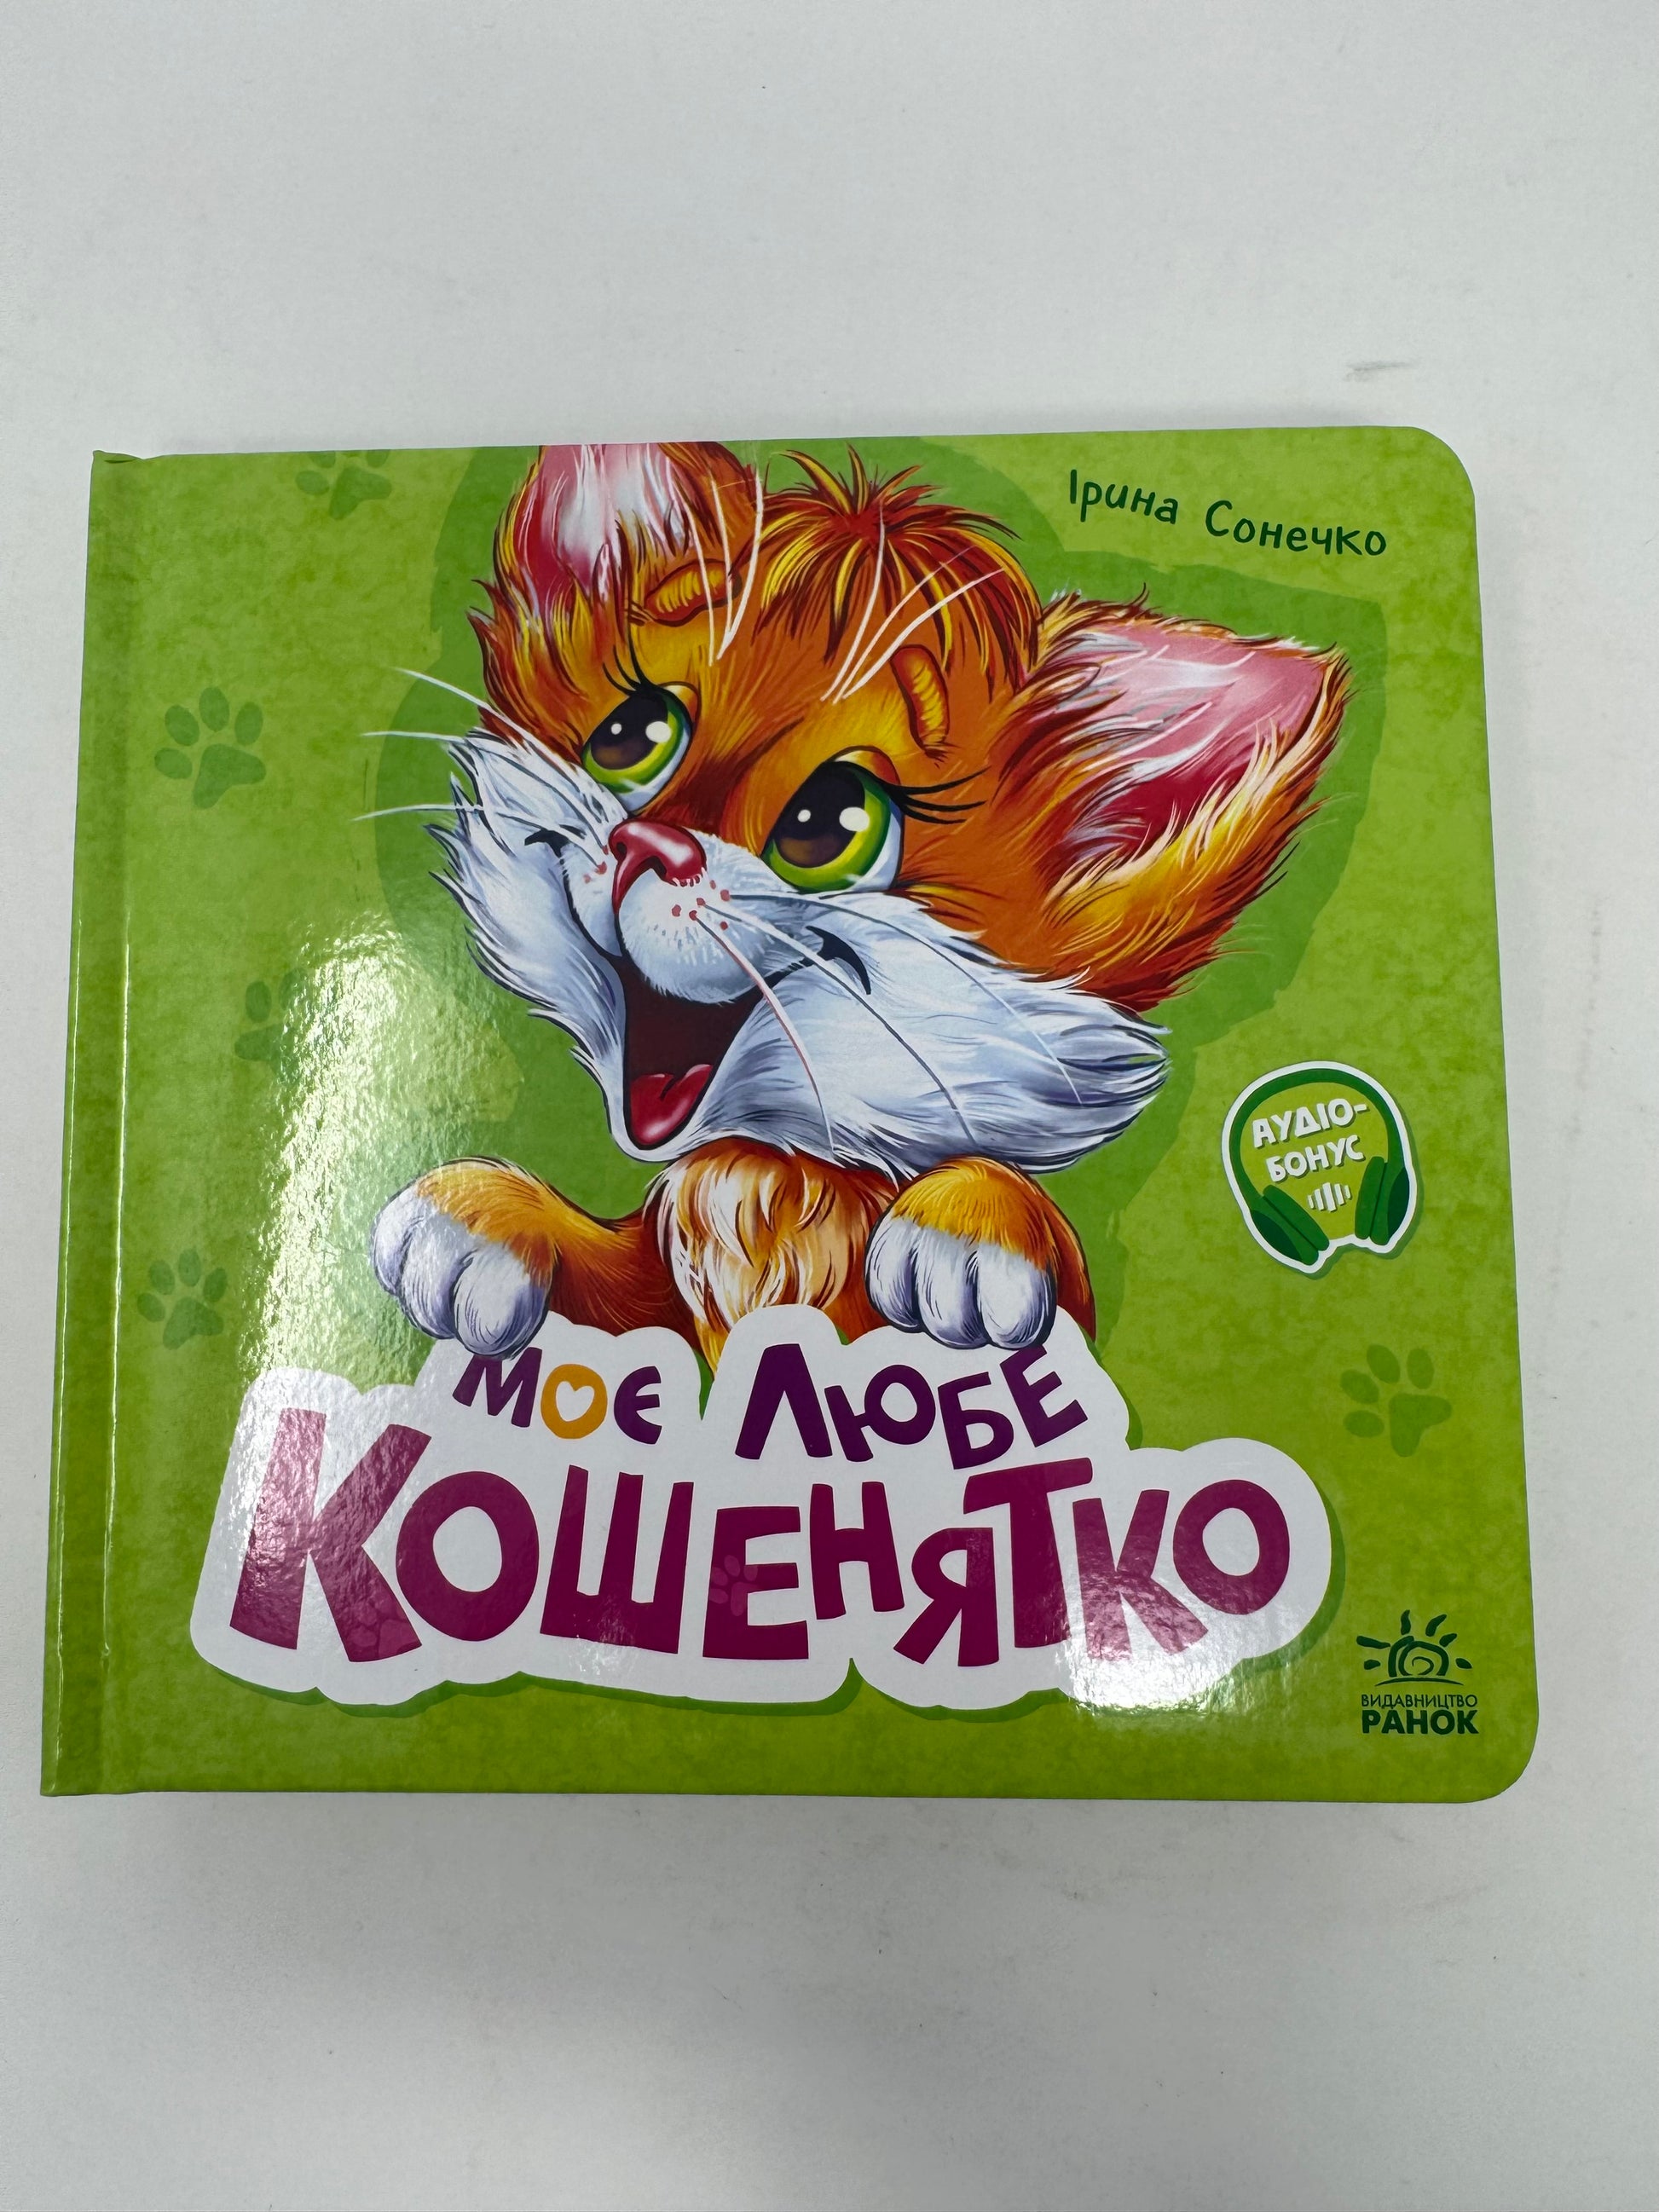 Ірина Сонечко
АУДІО-
БОНУС
Моє ЛЮБЕ
КОШЕНЯТКО
ВИДАВНИЦТВО
РАНОК